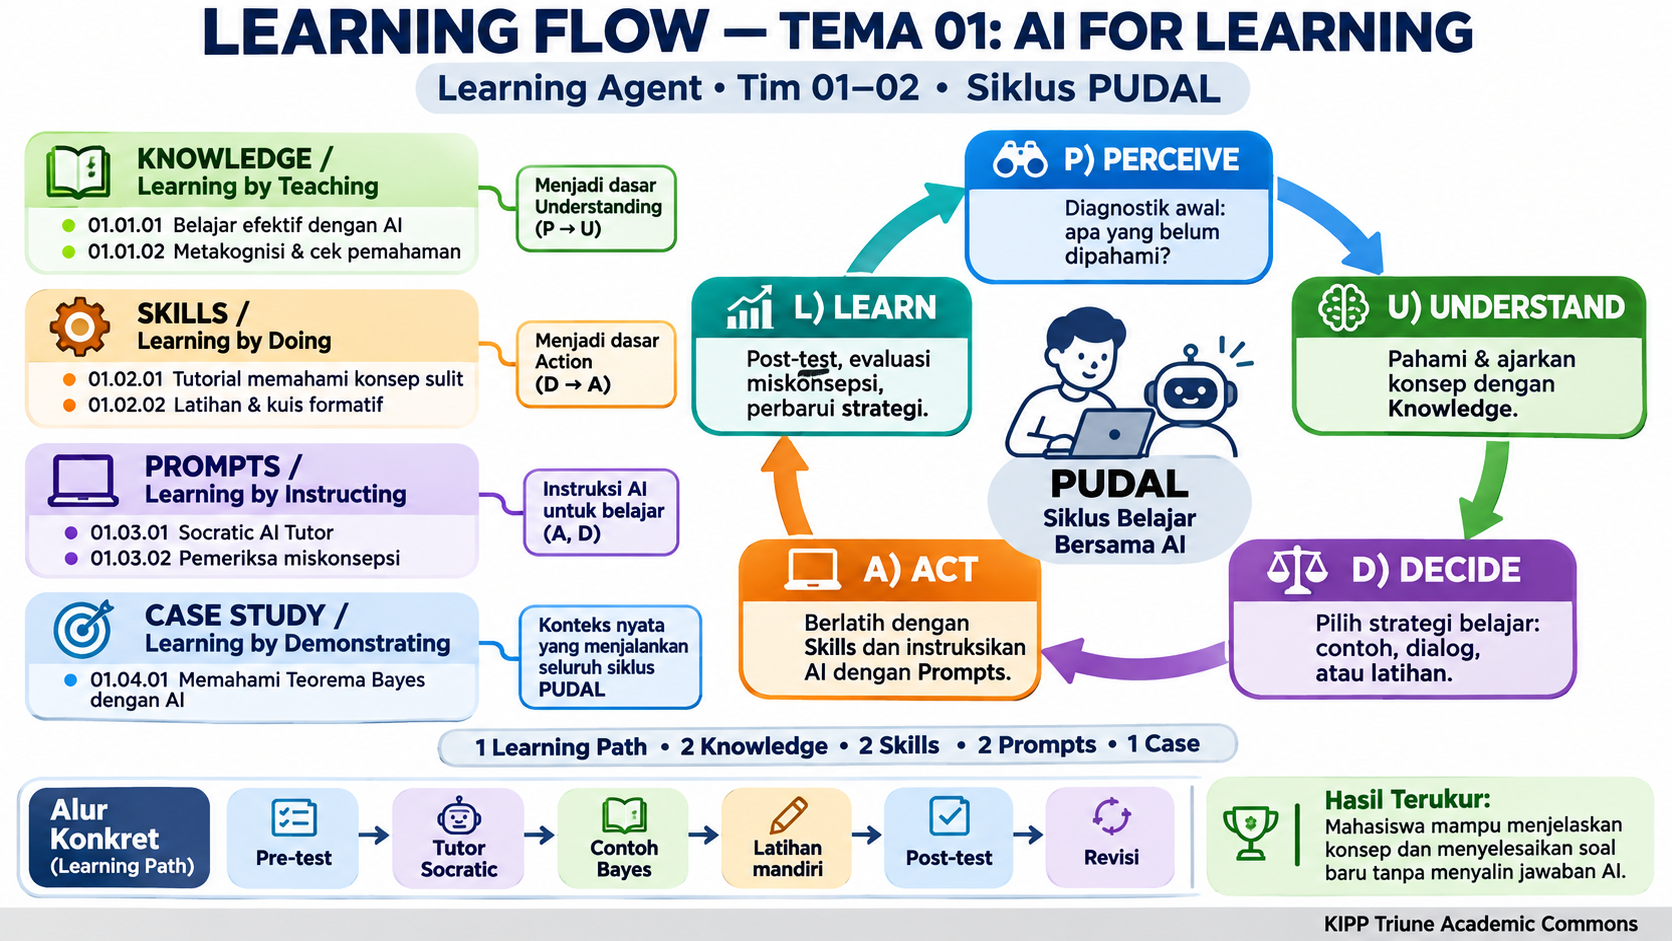 LEARNING FLOW — TEMA 01: AI FOR LEARNING
Learning Agent • Tim 01–02 • Siklus PUDAL
KNOWLEDGE /
Learning by Teaching
01.01.01 Belajar efektif dengan AI
01.01.02 Metakognisi & cek pemahaman
Menjadi dasar
Understanding
(P → U)
SKILLS /
Learning by Doing
01.02.01 Tutorial memahami konsep sulit
01.02.02 Latihan & kuis formatif
Menjadi dasar
Action
(D → A)
PROMPTS /
Learning by Instructing
01.03.01 Socratic AI Tutor
01.03.02 Pemeriksa miskonsepsi
Instruksi AI
untuk belajar
(A, D)
CASE STUDY /
Learning by Demonstrating
01.04.01 Memahami Teorema Bayes
dengan AI
Konteks nyata
yang menjalankan
seluruh siklus
PUDAL
P) PERCEIVE
Diagnostik awal:
apa yang belum
dipahami?
U) UNDERSTAND
Pahami & ajarkan
konsep dengan
Knowledge.
D) DECIDE
Pilih strategi belajar:
contoh, dialog,
atau latihan.
A) ACT
Berlatih dengan
Skills dan instruksikan
AI dengan Prompts.
L) LEARN
Post-test, evaluasi
miskonsepsi,
perbarui strategi.
PUDAL
Siklus Belajar
Bersama AI
1 Learning Path • 2 Knowledge • 2 Skills • 2 Prompts • 1 Case
Alur
Konkret
(Learning Path)
Pre-test
Tutor
Socratic
Contoh
Bayes
Latihan
mandiri
Post-test
Revisi
Hasil Terukur:
Mahasiswa mampu menjelaskan
konsep dan menyelesaikan soal
baru tanpa menyalin jawaban AI.
KIPP Triune Academic Commons